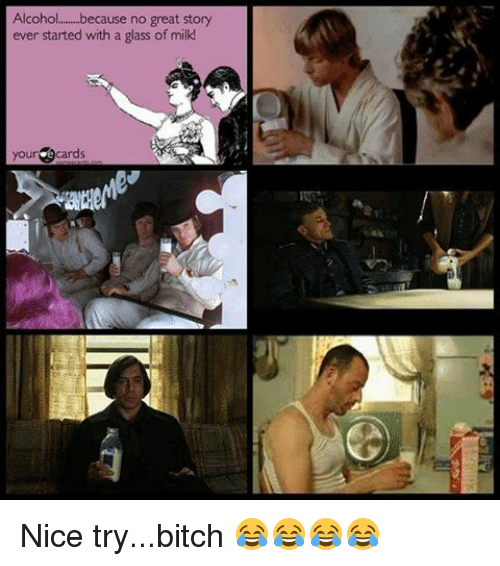 Alcohol........because no great story
ever started with a glass of milk!
your ecards
Nice try...bitch 😂😂😂😂